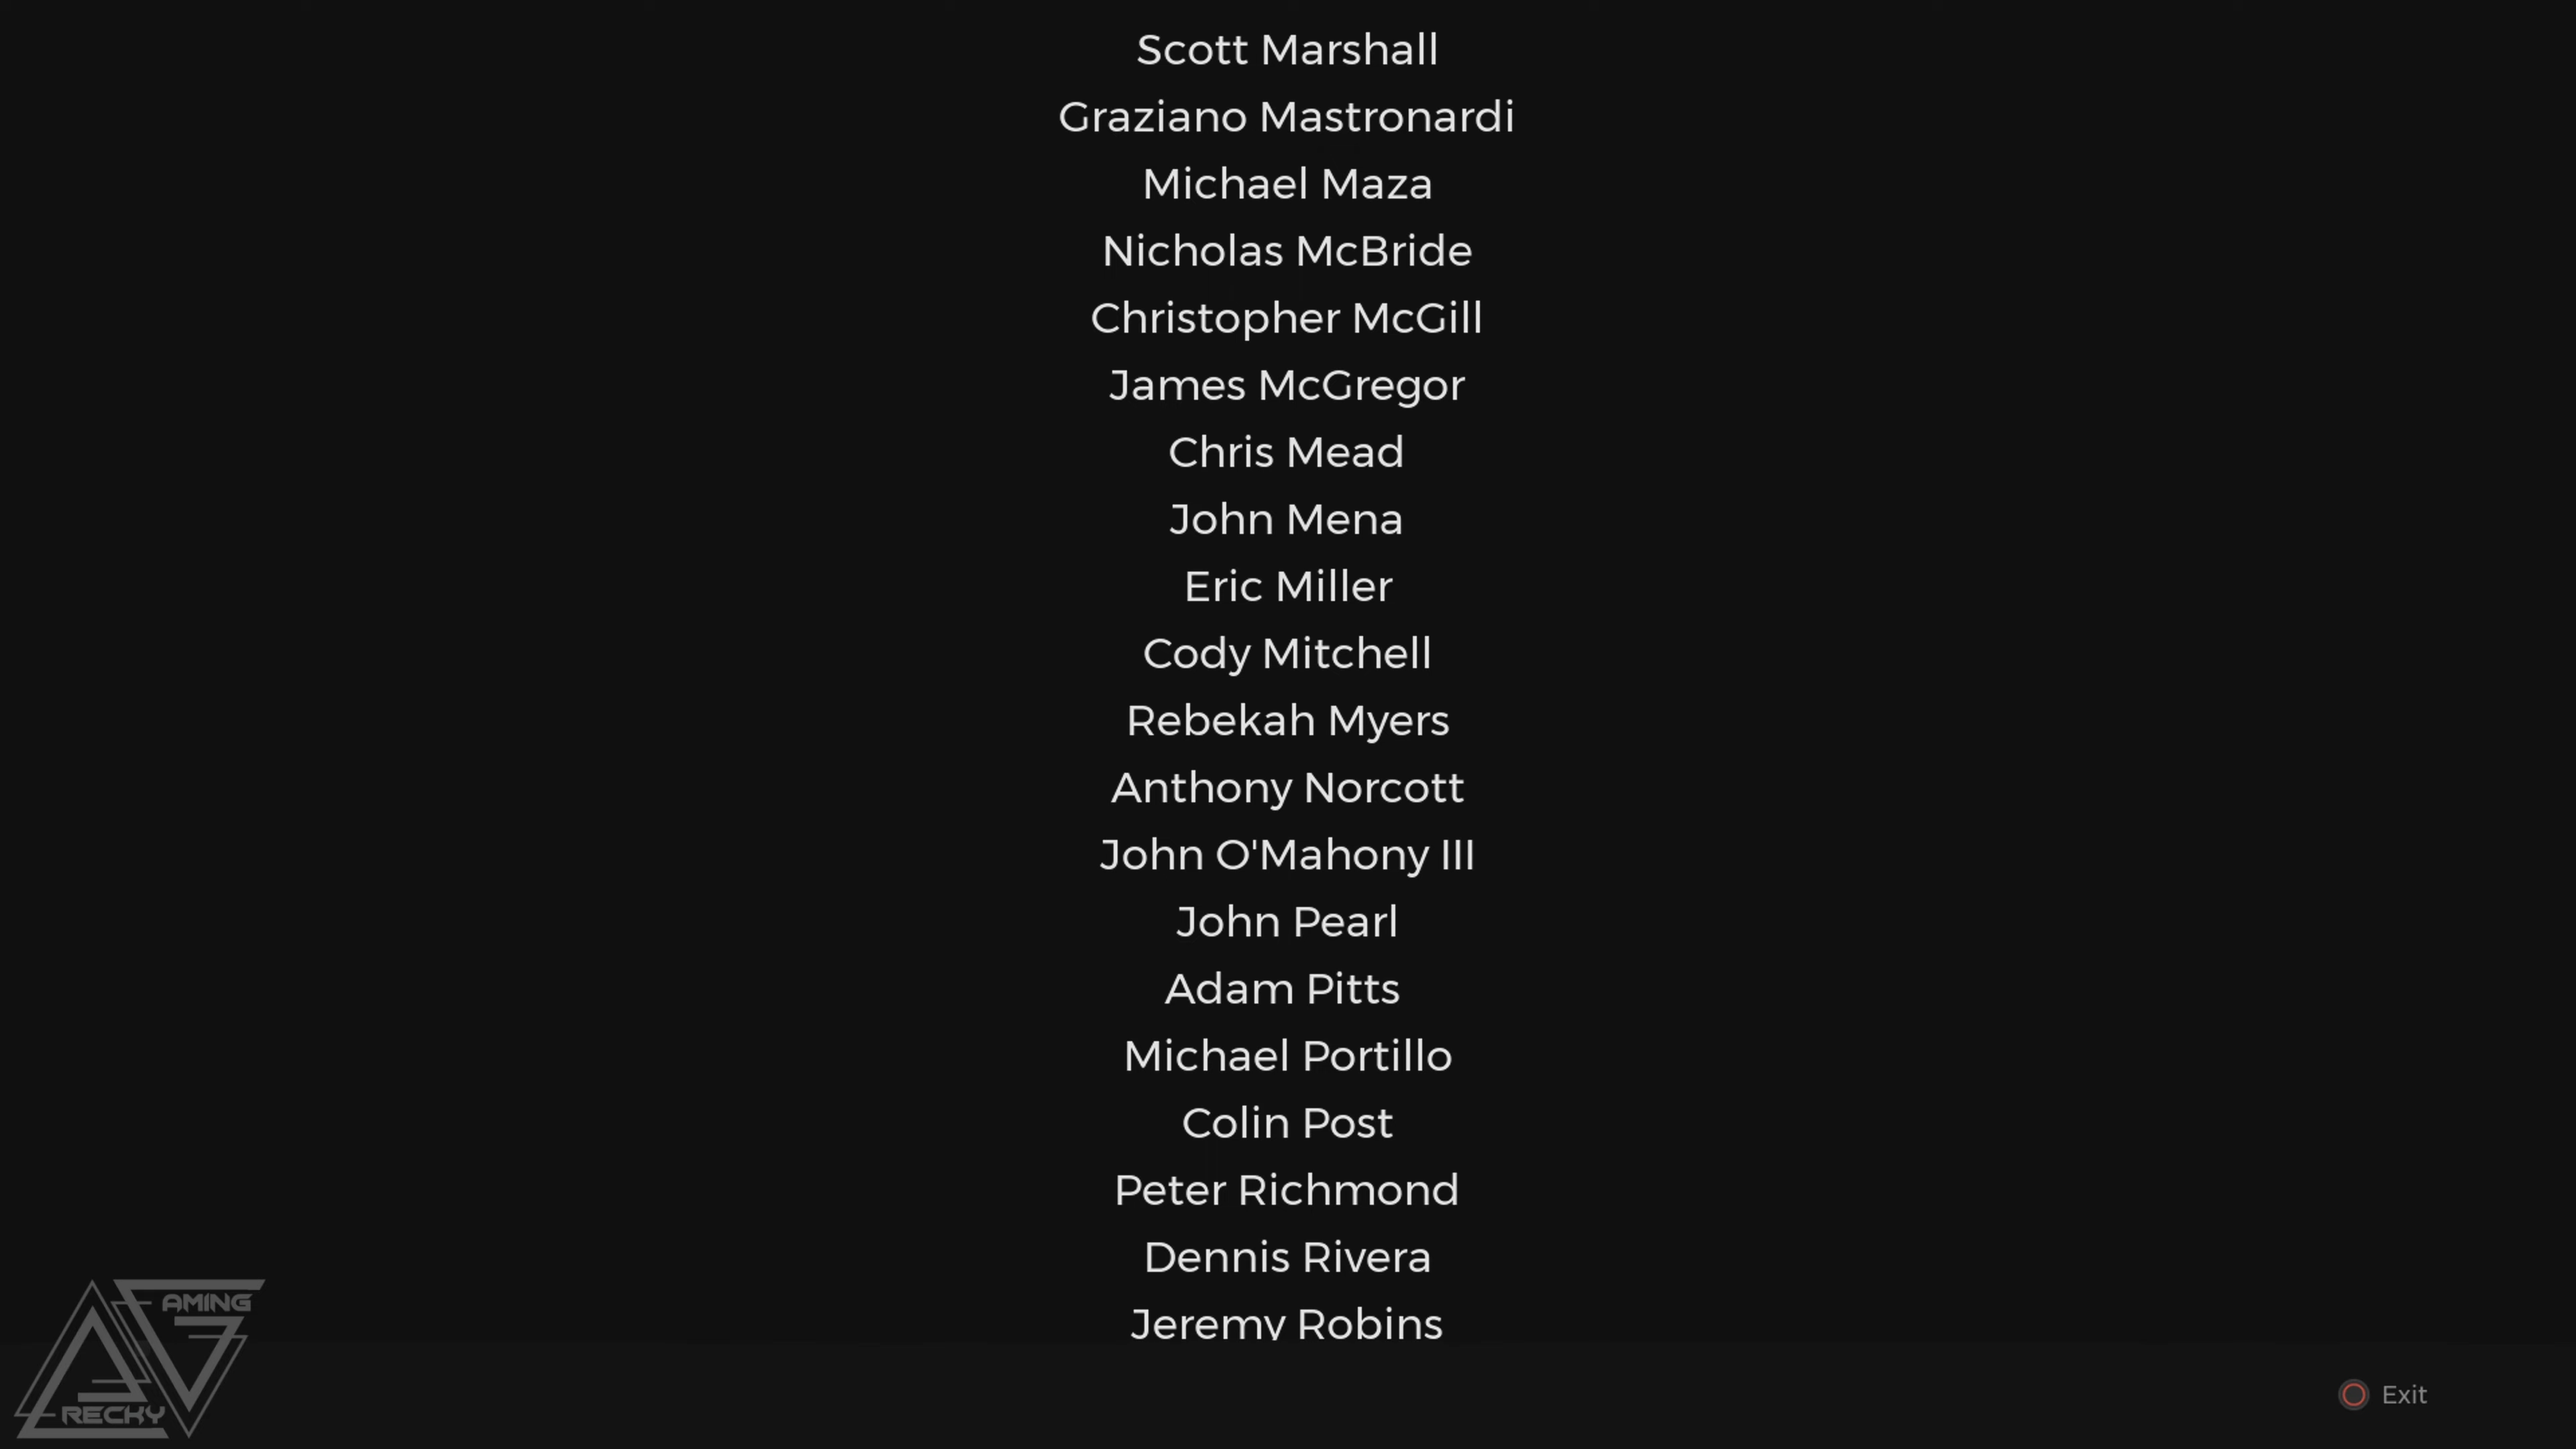 Scott Marshall
Graziano Mastronardi
Michael Maza
Nicholas McBride
Christopher McGill
James McGregor
Chris Mead
John Mena
Eric Miller
Cody Mitchell
Rebekah Myers
Anthony Norcott
John O'Mahony III
John Pearl
Adam Pitts
Michael Portillo
Colin Post
Peter Richmond
Dennis Rivera
Jeremy Robins
AMING
RECKY
Exit